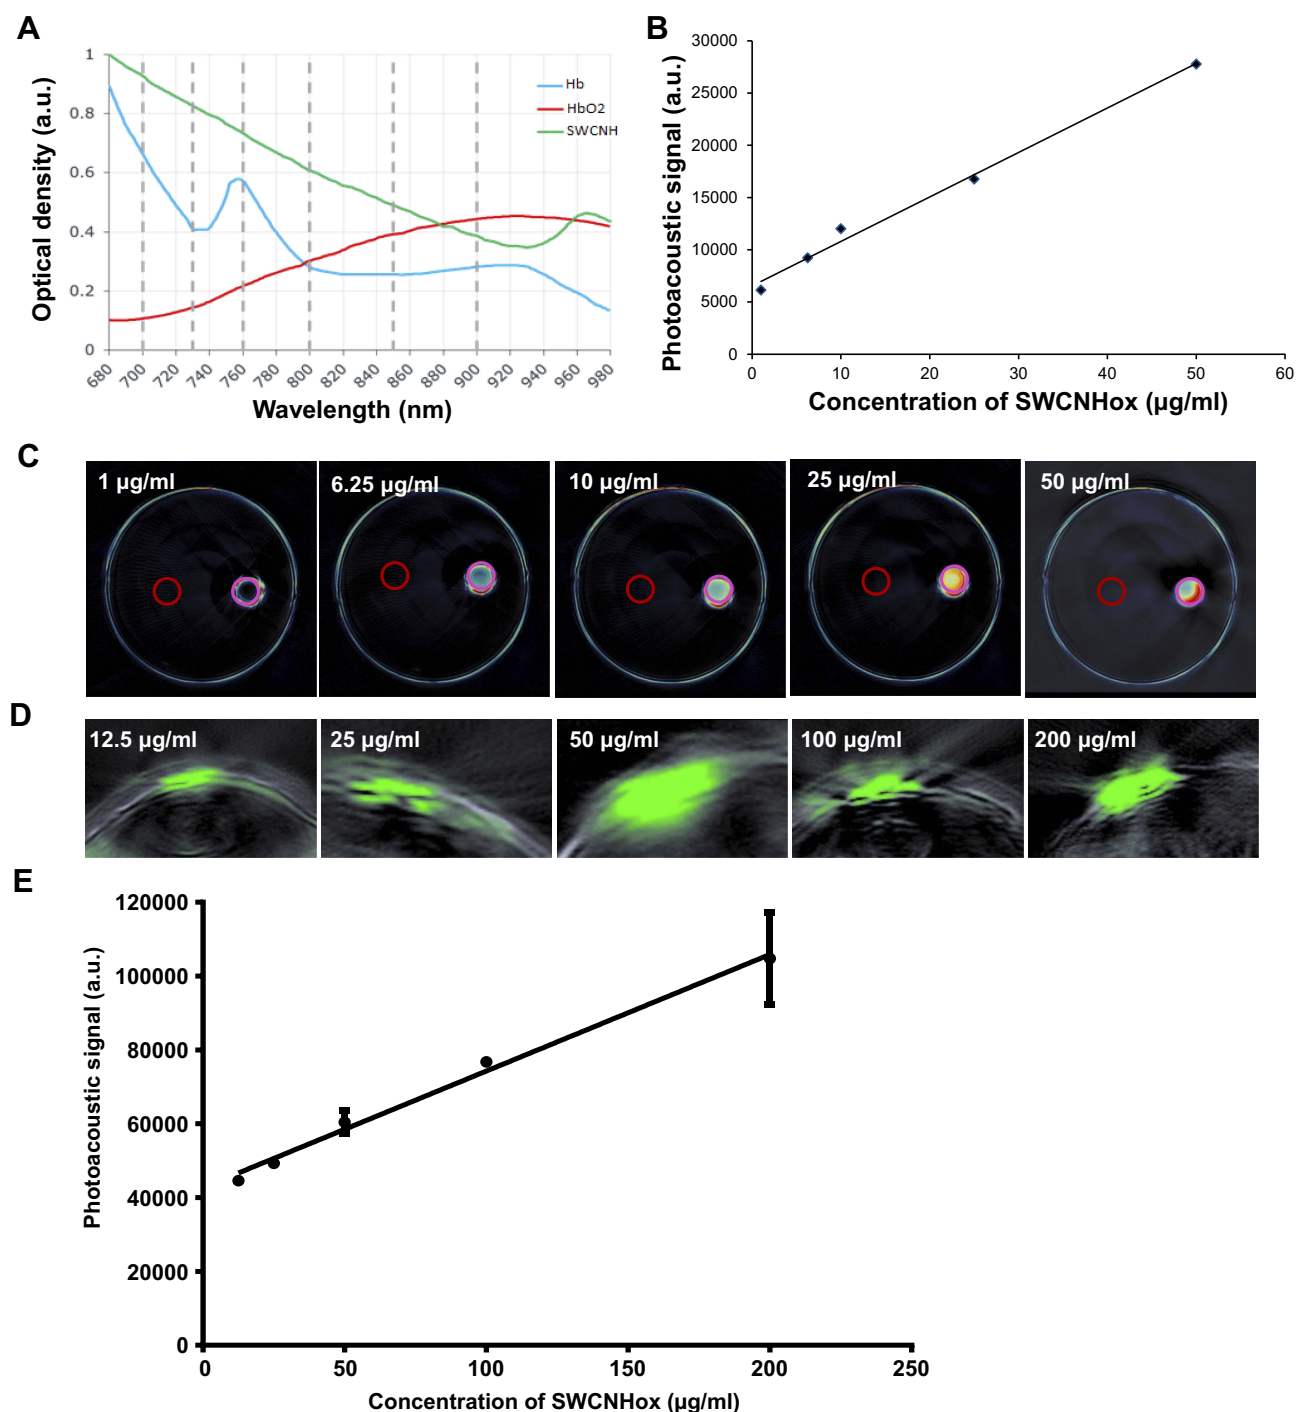 A
Optical density (a.u.)
1
0.8
0.6
0.4
0.2
0
Hb
HbO2
SWCNH
680 700 720 740 760 780 800 820 840 860 880 900 920 940 960 980
Wavelength (nm)
B
Photoacoustic signal (a.u.)
30000
25000
20000
15000
10000
5000
0
0 10 20 30 40 50 60
Concentration of SWCNHox (µg/ml)
C
1 µg/ml
6.25 µg/ml
10 µg/ml
25 µg/ml
50 µg/ml
D
12.5 µg/ml
25 µg/ml
50 µg/ml
100 µg/ml
200 µg/ml
E
Photoacoustic signal (a.u.)
120000
100000
80000
60000
40000
20000
0
0 50 100 150 200 250
Concentration of SWCNHox (µg/ml)